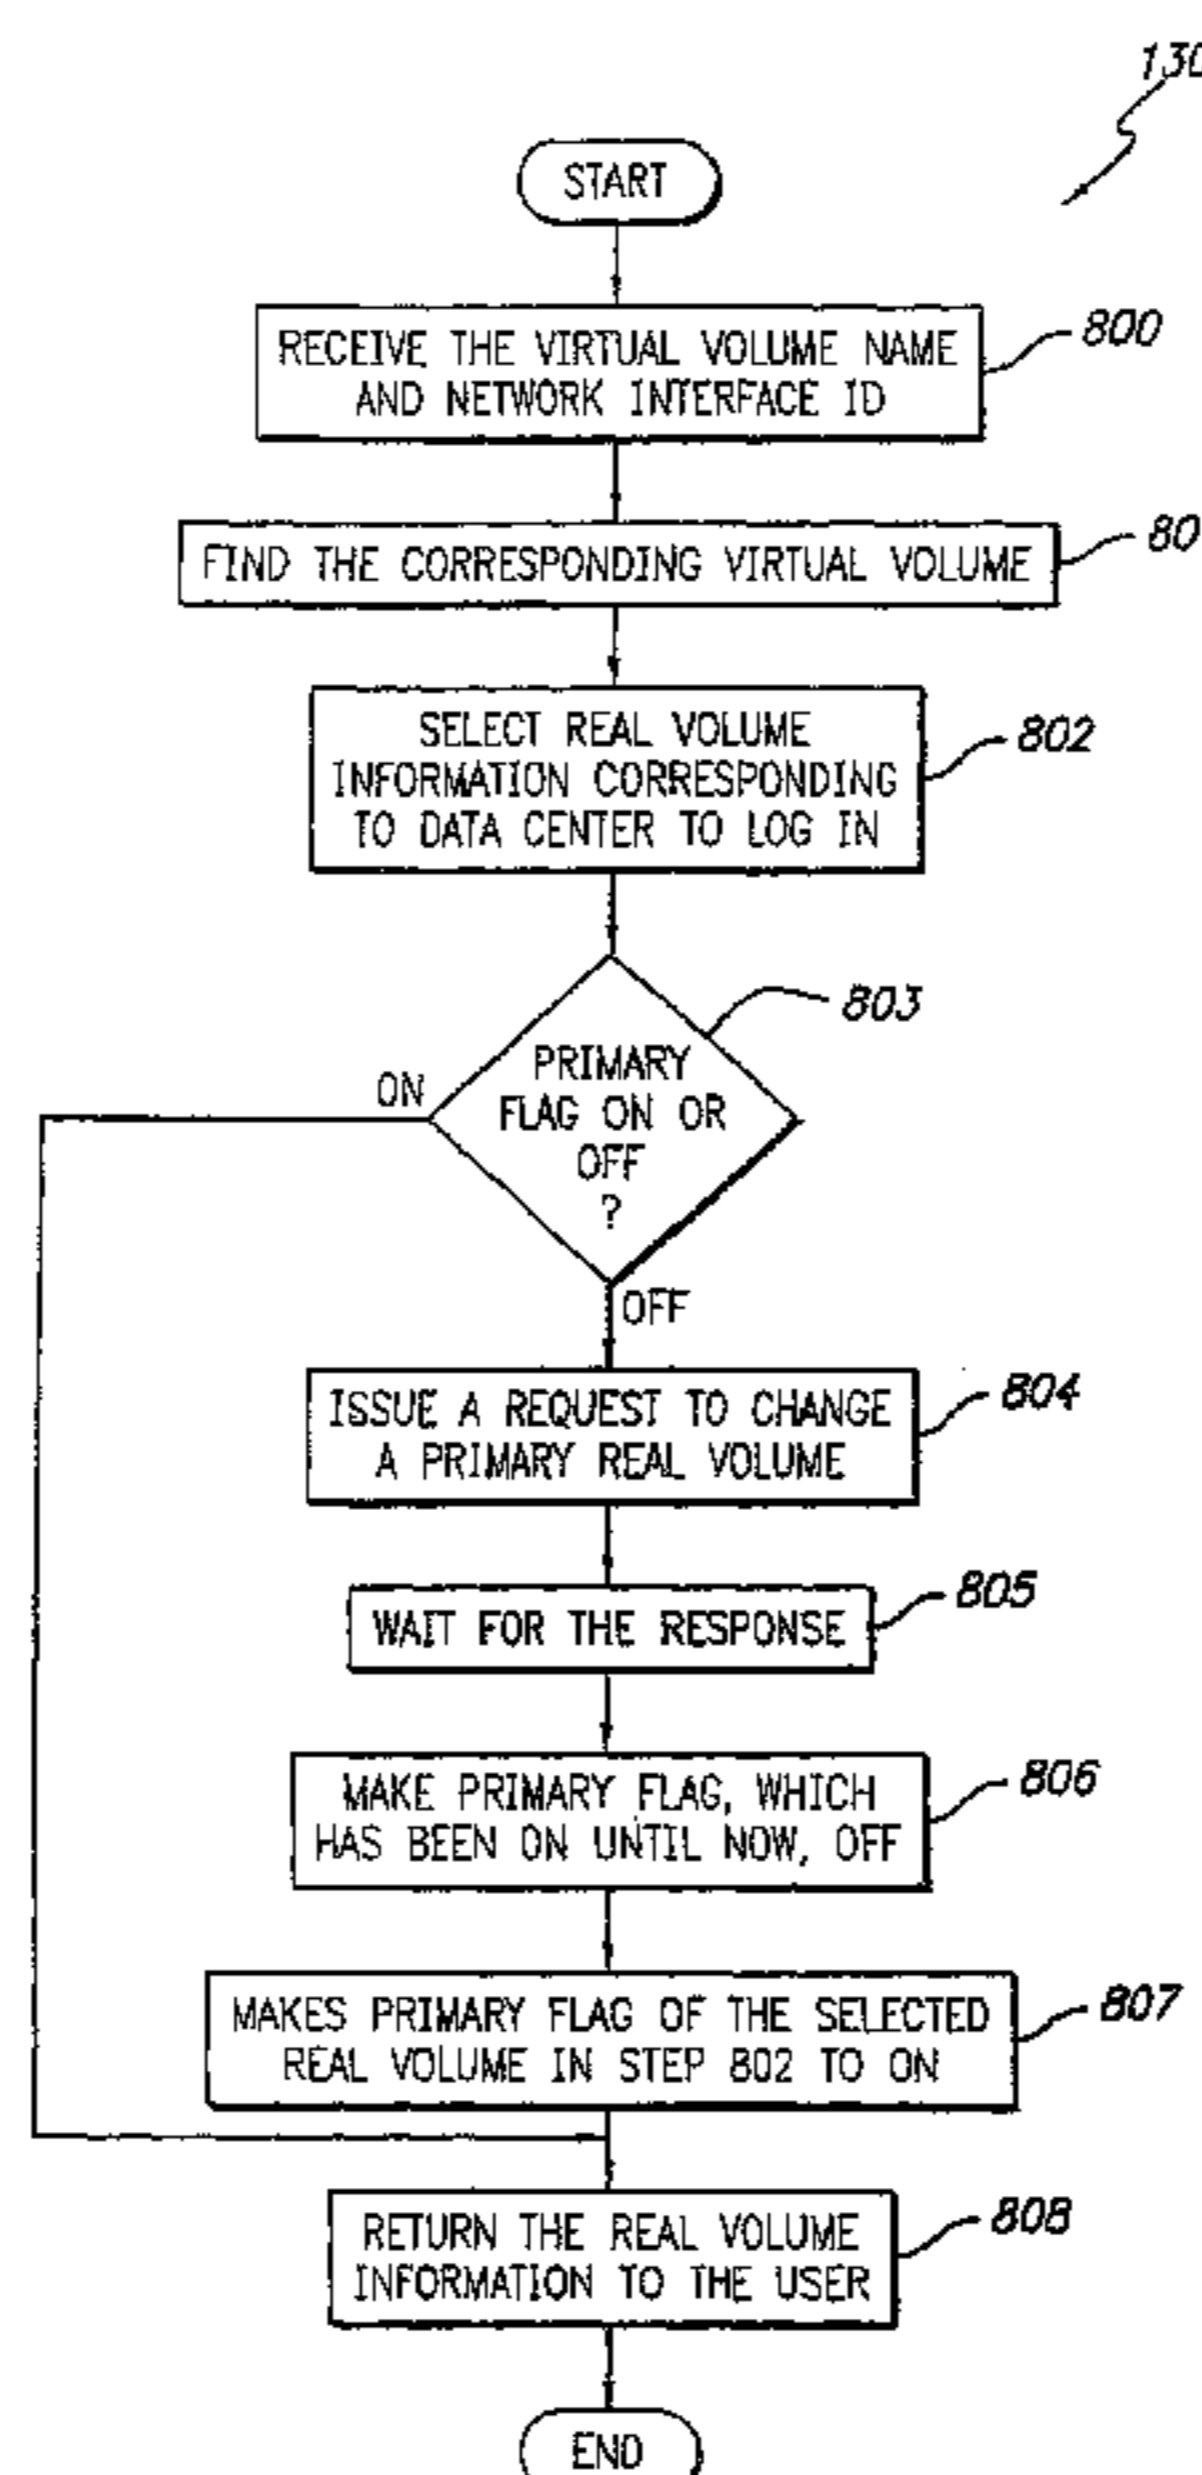 130
START
RECEIVE THE VIRTUAL VOLUME NAME
AND NETWORK INTERFACE ID
800
FIND THE CORRESPONDING VIRTUAL VOLUME
80
SELECT REAL VOLUME
INFORMATION CORRESPONDING
TO DATA CENTER TO LOG IN
802
803
PRIMARY
FLAG ON OR
OFF
?
ON
OFF
ISSUE A REQUEST TO CHANGE
A PRIMARY REAL VOLUME
804
WAIT FOR THE RESPONSE
805
MAKE PRIMARY FLAG, WHICH
HAS BEEN ON UNTIL NOW, OFF
806
MAKES PRIMARY FLAG OF THE SELECTED
REAL VOLUME IN STEP 802 TO ON
807
RETURN THE REAL VOLUME
INFORMATION TO THE USER
808
END